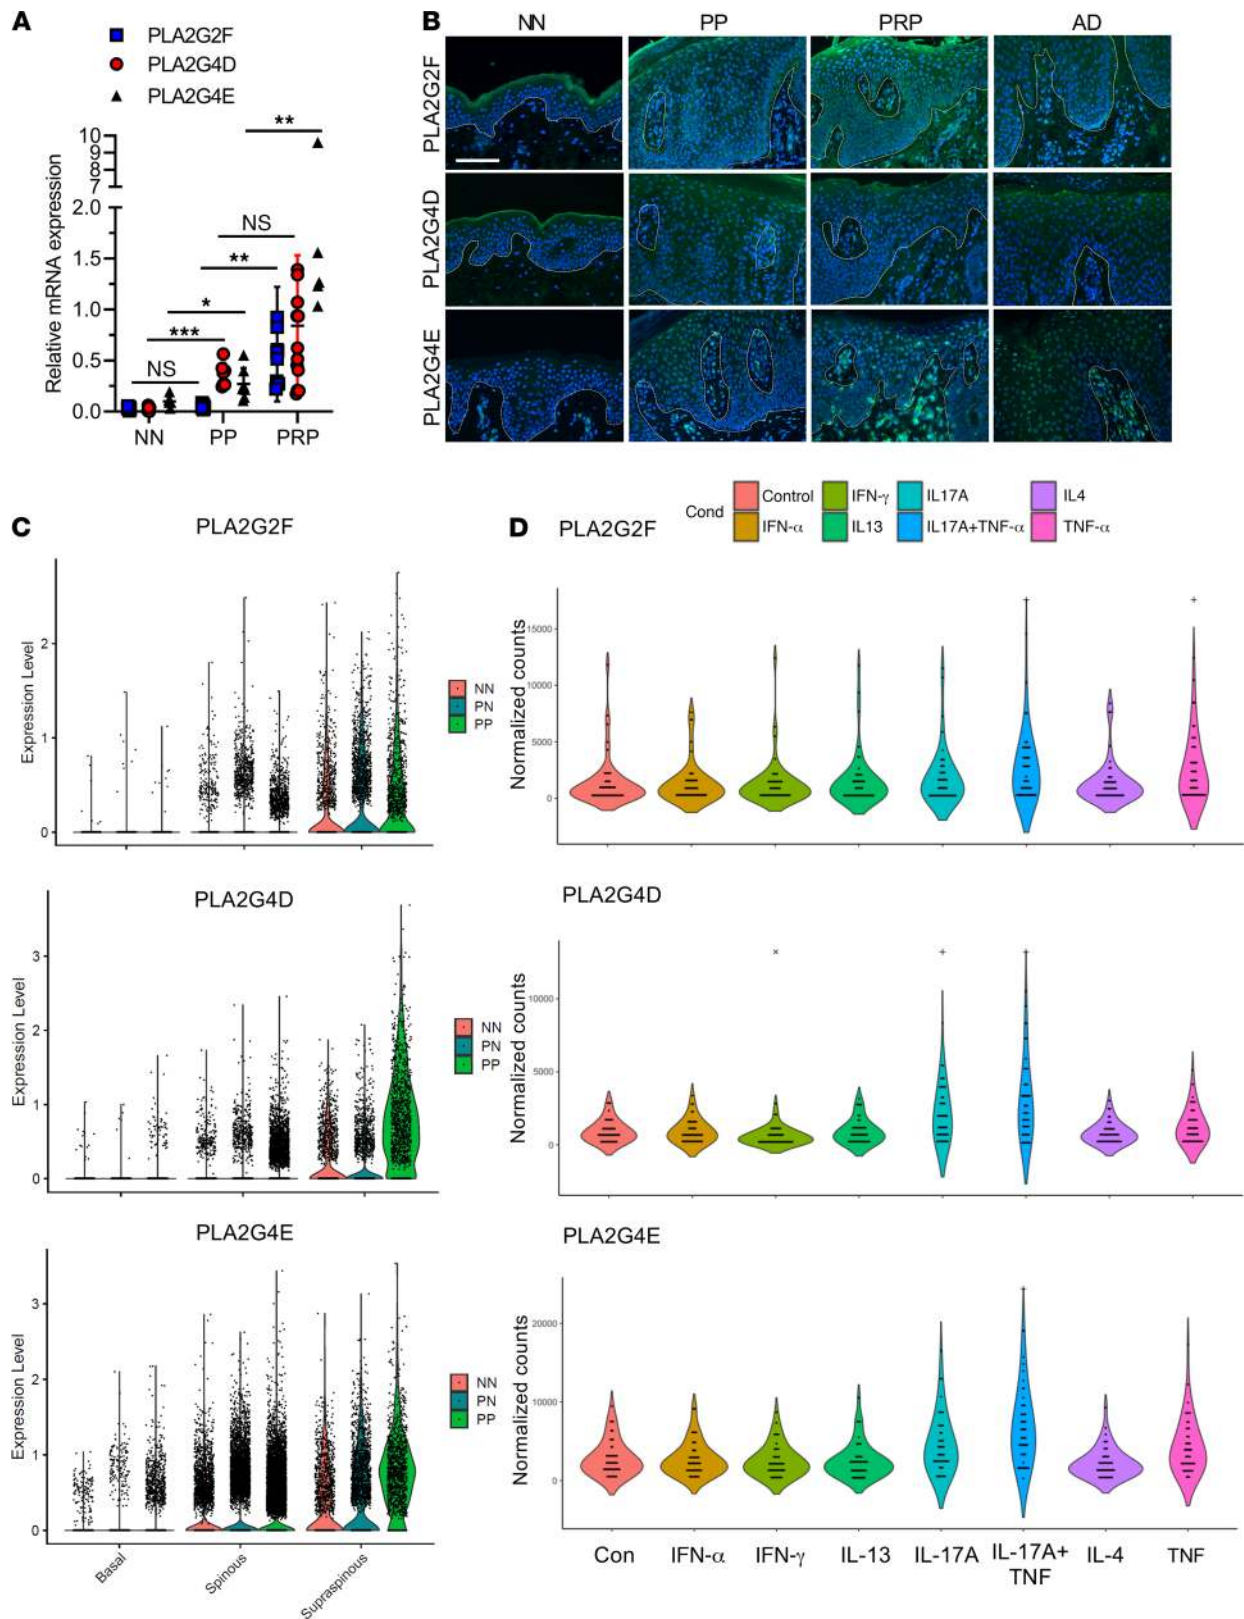 A
PLA2G2F
PLA2G4D
PLA2G4E
Relative mRNA expression
10
9
8
7
2.0
1.5
1.0
0.5
0.0
NS
***
*
**
NS
**
NN PP PRP
B
NN PP PRP AD
PLA2G2F
PLA2G4D
PLA2G4E
C
PLA2G2F
Expression Level
2
1
0
NN
PN
PP
PLA2G4D
Expression Level
3
2
1
0
NN
PN
PP
PLA2G4E
Expression Level
3
2
1
0
NN
PN
PP
Basal Spinous Supraspinous
D
Cond
Control IFN-γ IL17A IL4
IFN-α IL13 IL17A+TNF-α TNF-α
PLA2G2F
Normalized counts
15000
10000
5000
0
PLA2G4D
Normalized counts
10000
5000
0
PLA2G4E
Normalized counts
20000
10000
0
Con IFN-α IFN-γ IL-13 IL-17A IL-17A+ IL-4 TNF
TNF